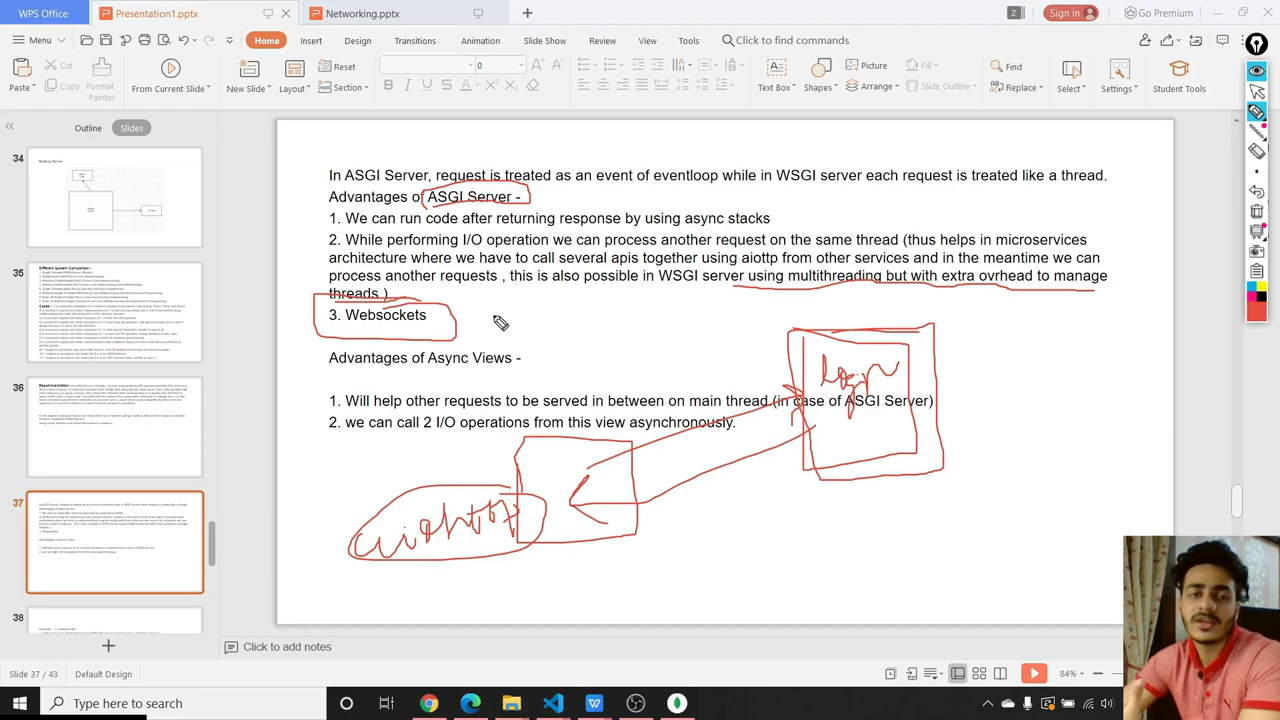 WPS Office
Presentation1.pptx
Networking.pptx
2
Sign in
Go Premium
Menu
Home
Insert
Design
Transitions
Animation
Slide Show
Review
View
Tools
Click to find commands
Paste
Cut
Copy
Format Painter
From Current Slide
New Slide
Layout
Reset
Section
0
B I U S A
Text Box
Shapes
Picture
Fill
Arrange
Slide Outline
Find
Replace
Select
Settings
Student Tools
Outline
Slides
34
35
36
37
38
In ASGI Server, request is treated as an event of eventloop while in WSGI server each request is treated like a thread.
Advantages of ASGI Server -
1. We can run code after returning response by using async stacks
2. While performing I/O operation we can process another request on the same thread (thus helps in microservices
architecture where we have to call several apis together using aiottp from other services and in the meantime we can
process another request. This is also possible in WSGI server using multithreading but with extra ovrhead to manage
threads.)
3. Websockets
Advantages of Async Views -
1. Will help other requests to be served in between on main thread (in case of ASGI Server)
2. we can call 2 I/O operations from this view asynchronously.
login
Click to add notes
Slide 37 / 43
Default Design
84%
Type here to search